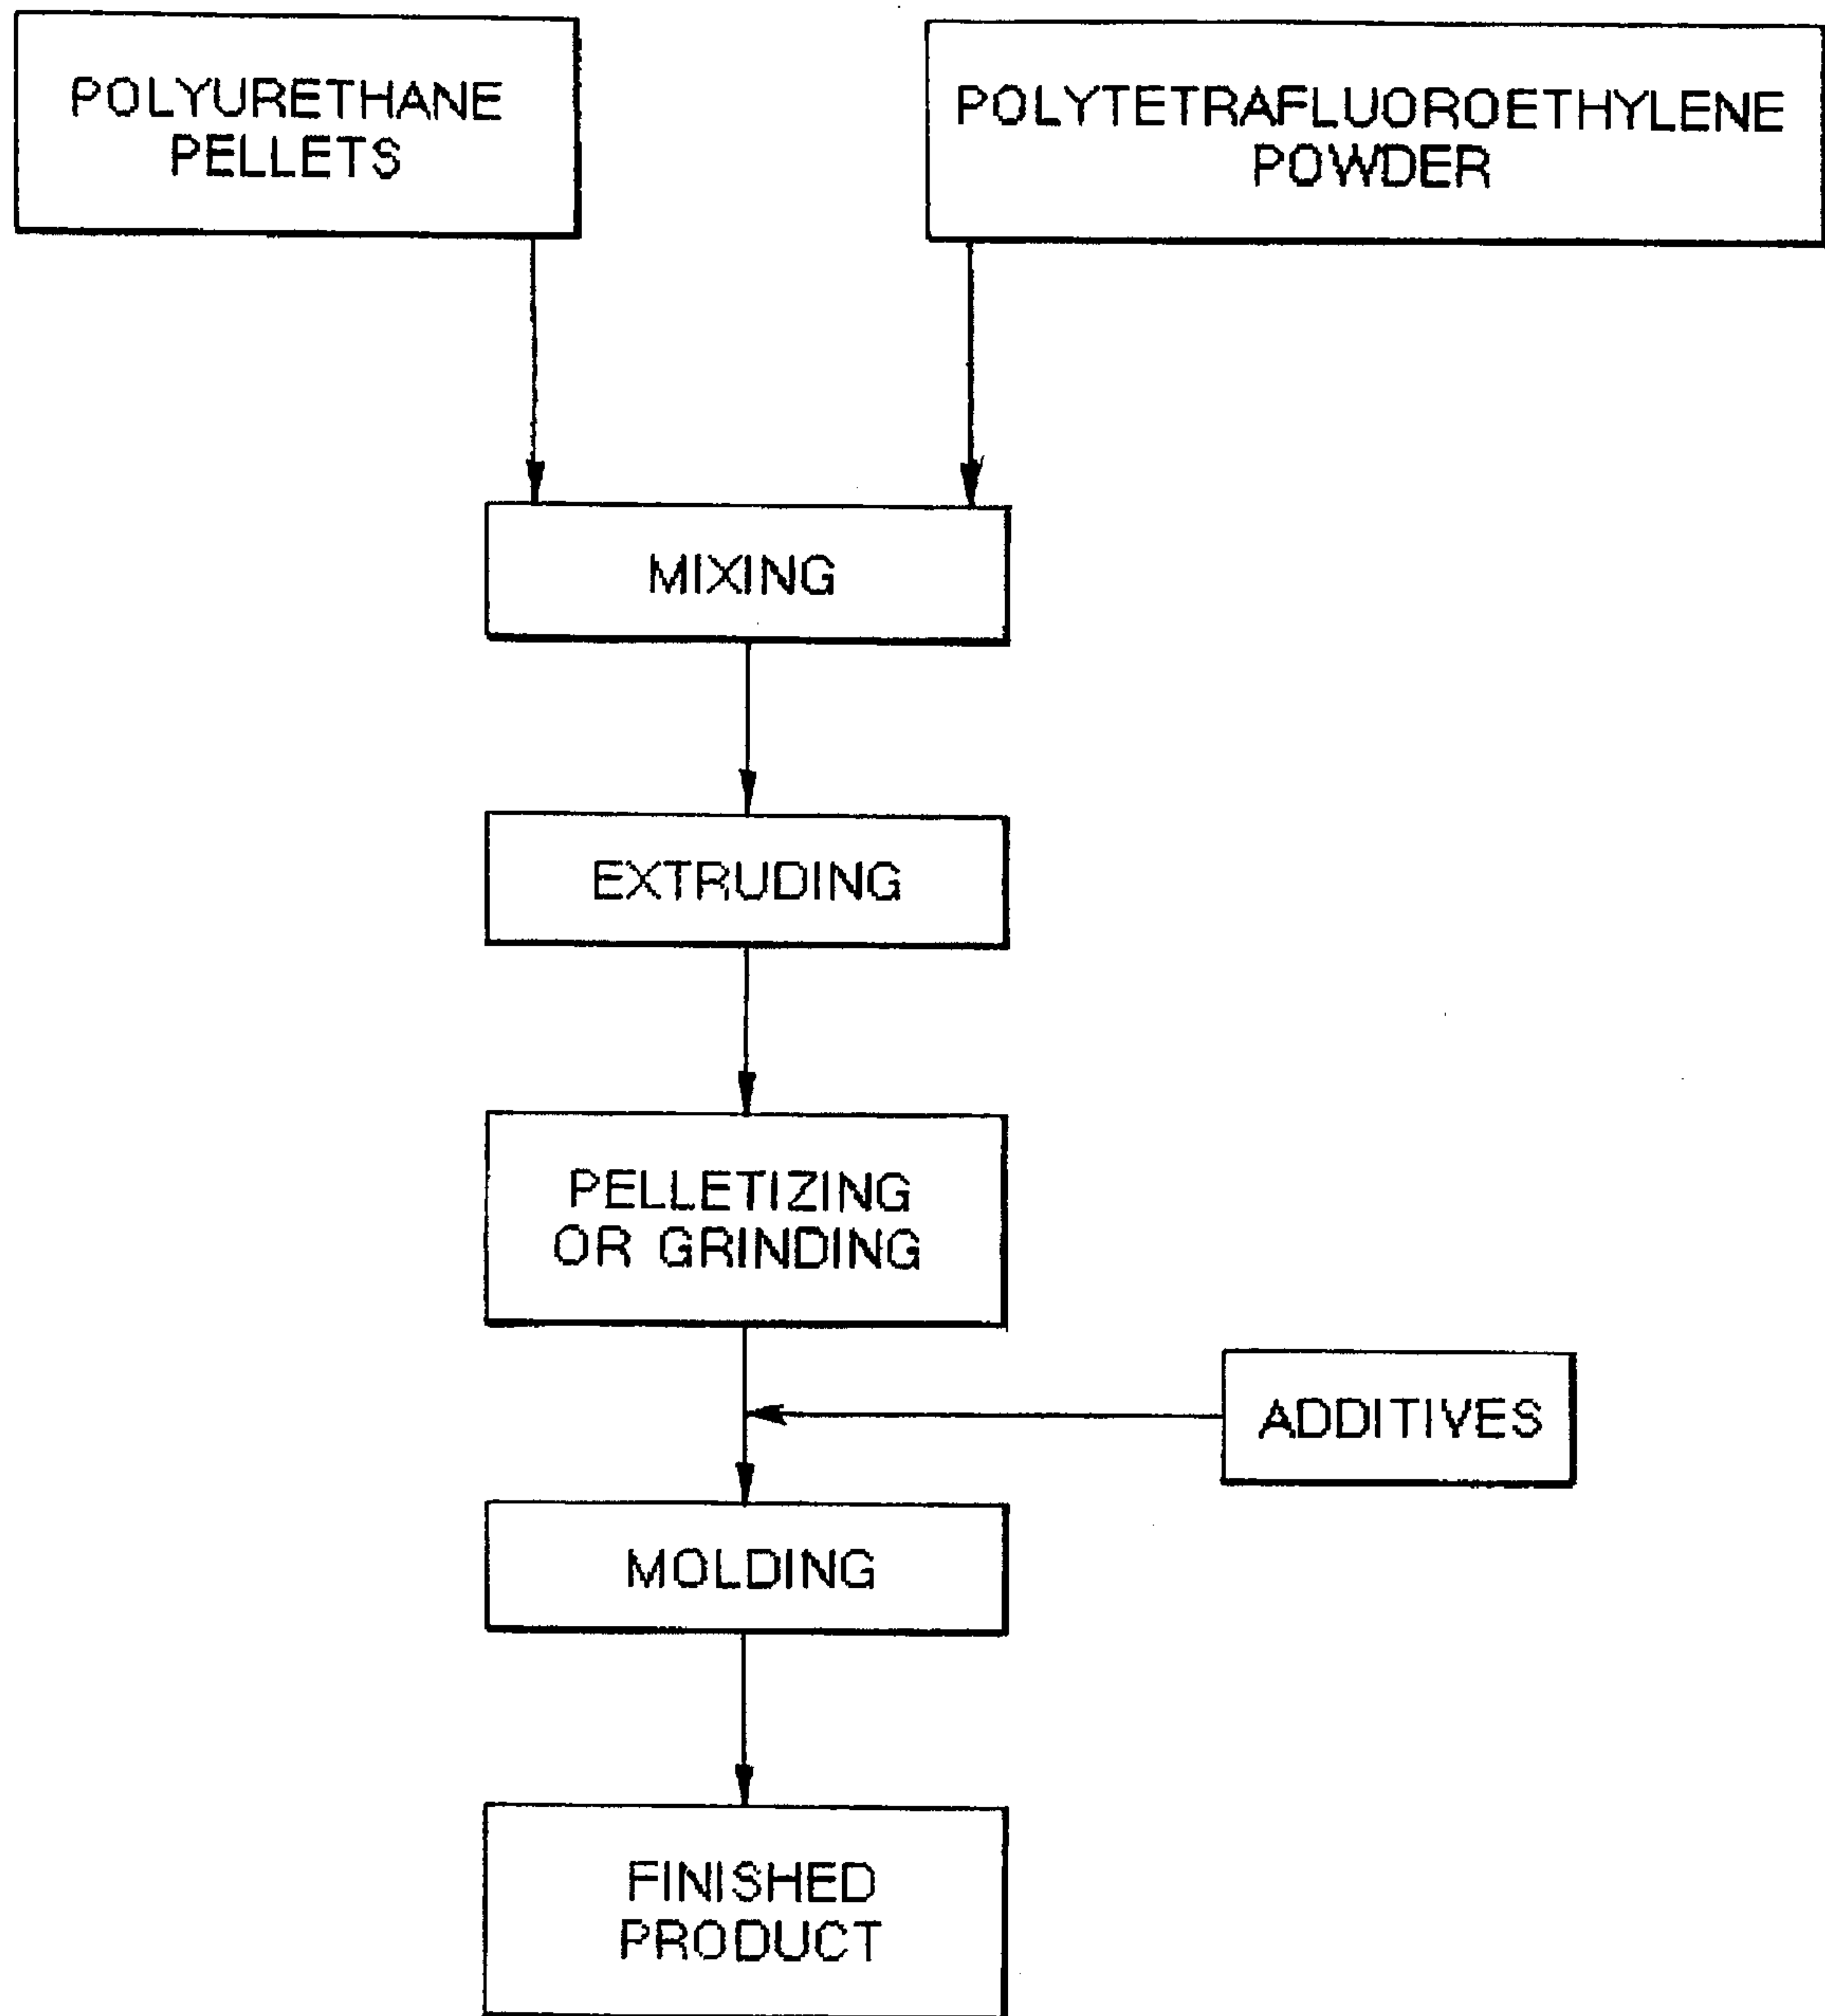 POLYURETHANE
PELLETS
POLYTETRAFLUOROETHYLENE
POWDER
MIXING
EXTRUDING
PELLETIZING
OR GRINDING
ADDITIVES
MOLDING
FINISHED
PRODUCT